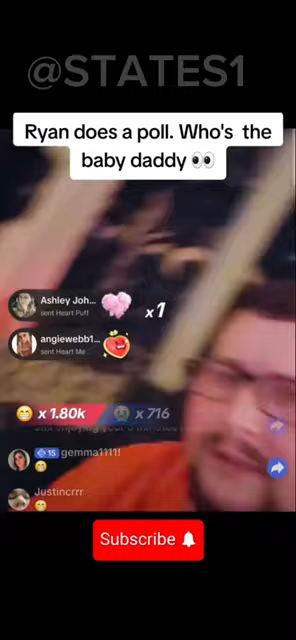 @STATES1
Ryan does a poll. Who's the
baby daddy 👀
Ashley Joh...
sent Heart Puff
x1
angiewebb1...
sent Heart Me
😁 x 1.80k
😭 x 716
15 gemma1111!
😁
Justincrrr
😁
Subscribe 🔔